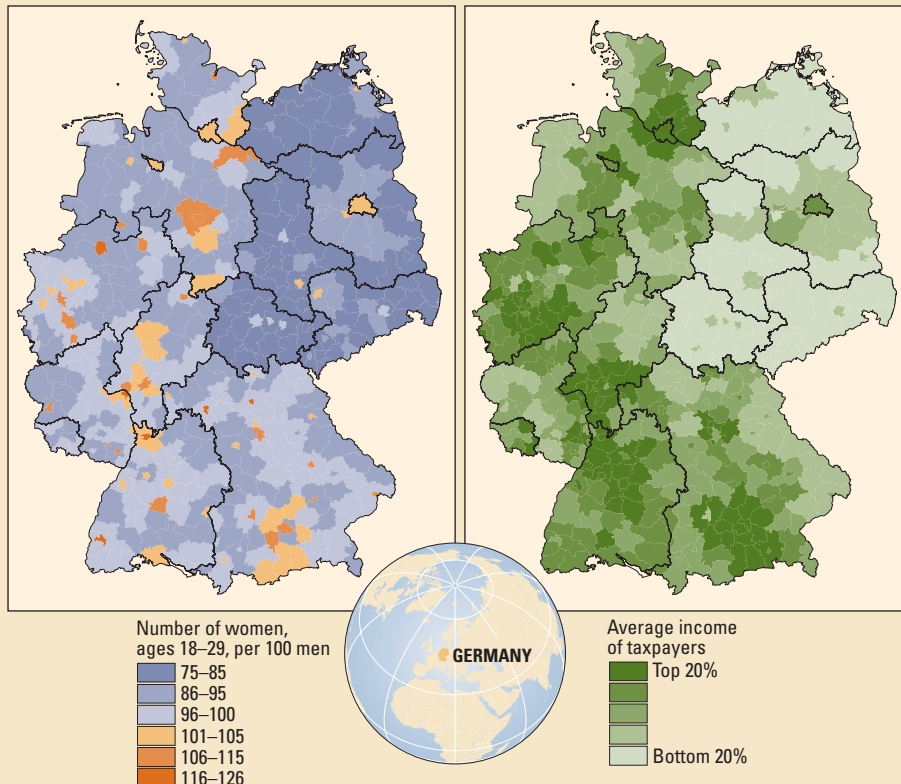 Number of women,
ages 18–29, per 100 men
75–85
86–95
96–100
101–105
106–115
116–126
GERMANY
Average income
of taxpayers
Top 20%
Bottom 20%